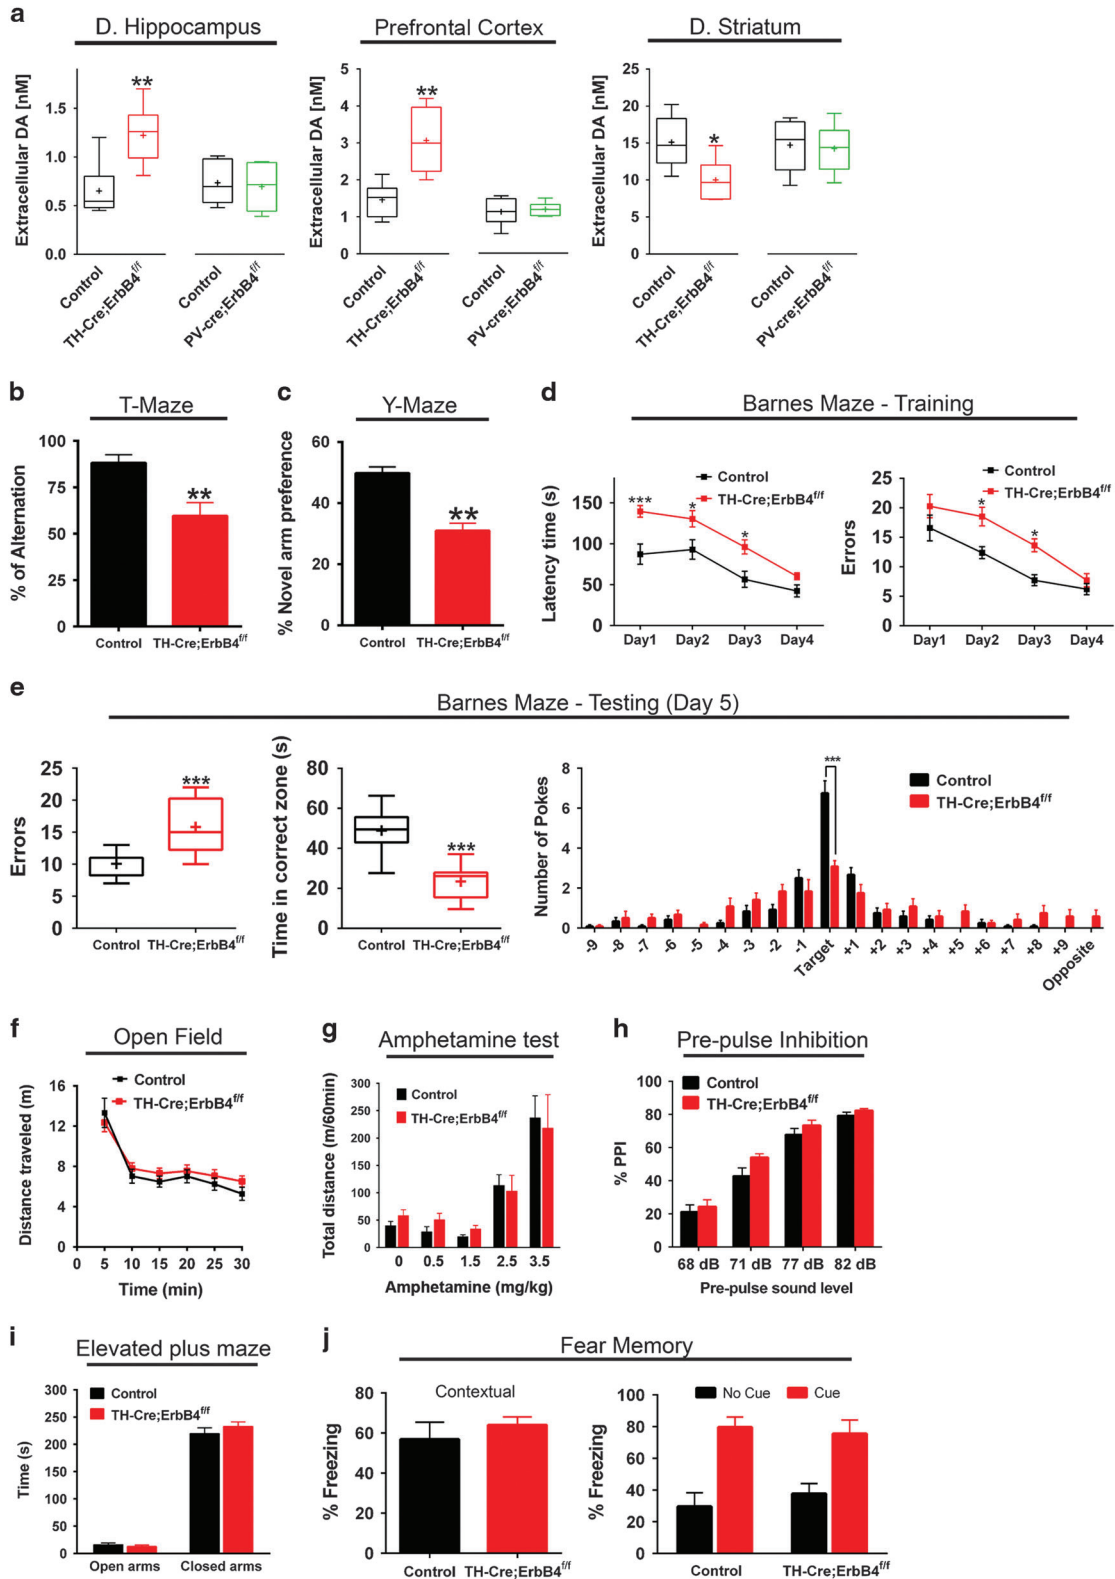 a
D. Hippocampus
Prefrontal Cortex
D. Striatum
Extracellular DA [nM]
1.5
1.0
0.5
0.0
**
Control
TH-Cre;ErbB4f/f
Control
PV-cre;ErbB4f/f
Extracellular DA [nM]
5
4
3
2
1
0
**
Control
TH-Cre;ErbB4f/f
Control
PV-cre;ErbB4f/f
Extracellular DA [nM]
25
20
15
10
5
0
*
Control
TH-Cre;ErbB4f/f
Control
PV-cre;ErbB4f/f
b
T-Maze
% of Alternation
100
75
50
25
0
**
Control
TH-Cre;ErbB4f/f
c
Y-Maze
% Novel arm preference
60
40
20
0
**
Control
TH-Cre;ErbB4f/f
d
Barnes Maze - Training
Control
TH-Cre;ErbB4f/f
Latency time (s)
150
100
50
0
***
*
*
Day1 Day2 Day3 Day4
Control
TH-Cre;ErbB4f/f
Errors
25
20
15
10
5
0
*
*
Day1 Day2 Day3 Day4
e
Barnes Maze - Testing (Day 5)
Errors
25
20
15
10
5
0
***
Control
TH-Cre;ErbB4f/f
Time in correct zone (s)
80
60
40
20
0
***
Control
TH-Cre;ErbB4f/f
Number of Pokes
8
6
4
2
0
***
Control
TH-Cre;ErbB4f/f
-9 -8 -7 -6 -5 -4 -3 -2 -1 Target +1 +2 +3 +4 +5 +6 +7 +8 +9 Opposite
f
Open Field
Control
TH-Cre;ErbB4f/f
Distance traveled (m)
16
12
8
4
0
0 5 10 15 20 25 30
Time (min)
g
Amphetamine test
Control
TH-Cre;ErbB4f/f
Total distance (m/60min)
300
250
200
150
100
50
0
0 0.5 1.5 2.5 3.5
Amphetamine (mg/kg)
h
Pre-pulse Inhibition
Control
TH-Cre;ErbB4f/f
% PPI
100
80
60
40
20
0
68 dB 71 dB 77 dB 82 dB
Pre-pulse sound level
i
Elevated plus maze
Control
TH-Cre;ErbB4f/f
Time (s)
300
250
200
150
100
50
0
Open arms Closed arms
j
Fear Memory
Contextual
% Freezing
80
60
40
20
0
Control TH-Cre;ErbB4f/f
No Cue Cue
% Freezing
100
80
60
40
20
0
Control TH-Cre;ErbB4f/f